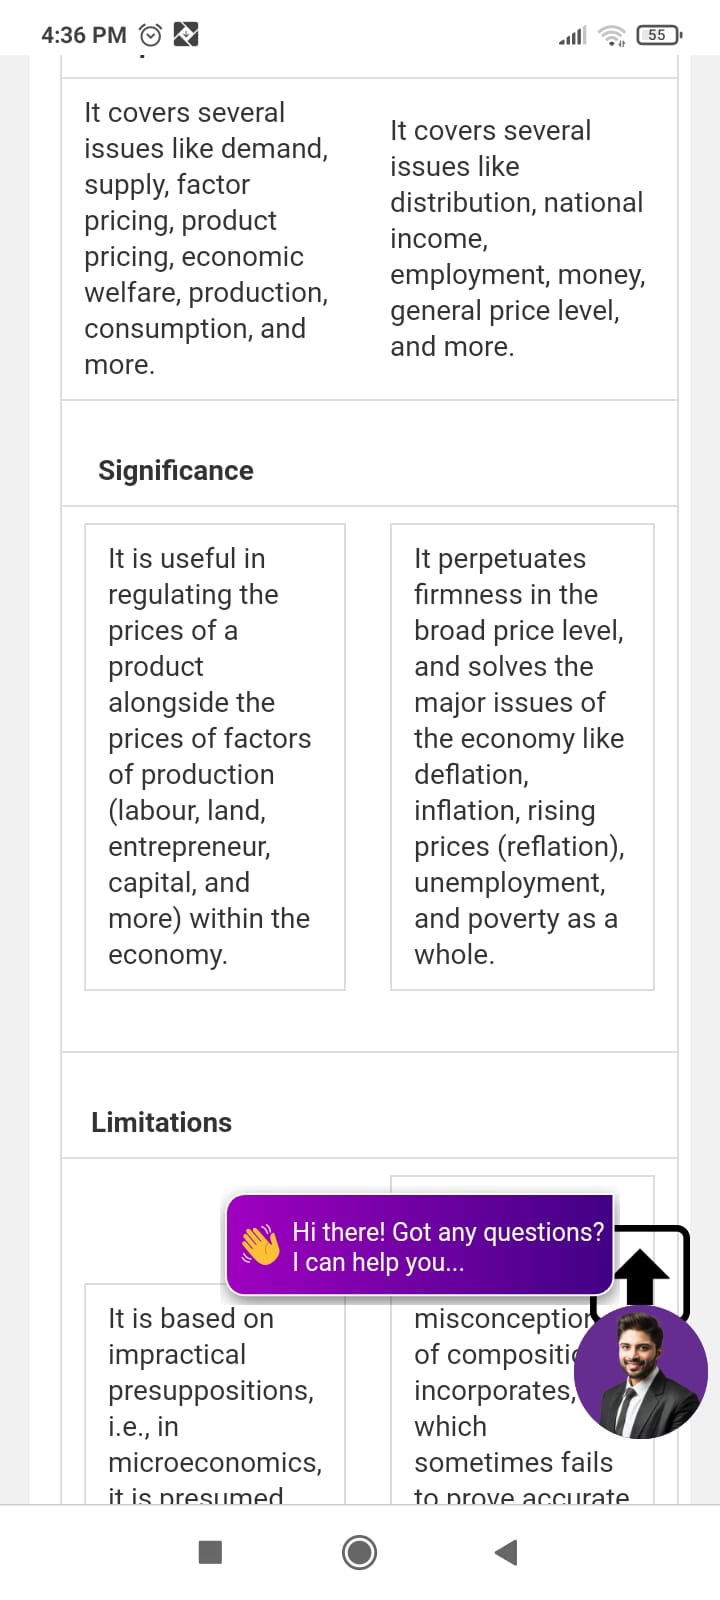 4:36 PM
55
It covers several
issues like demand,
supply, factor
pricing, product
pricing, economic
welfare, production,
consumption, and
more.
It covers several
issues like
distribution, national
income,
employment, money,
general price level,
and more.
Significance
It is useful in
regulating the
prices of a
product
alongside the
prices of factors
of production
(labour, land,
entrepreneur,
capital, and
more) within the
economy.
It perpetuates
firmness in the
broad price level,
and solves the
major issues of
the economy like
deflation,
inflation, rising
prices (reflation),
unemployment,
and poverty as a
whole.
Limitations
Hi there! Got any questions?
I can help you...
It is based on
impractical
presuppositions,
i.e., in
microeconomics,
it is presumed
misconception
of
incorporates,
which
sometimes fails
to prove accurate